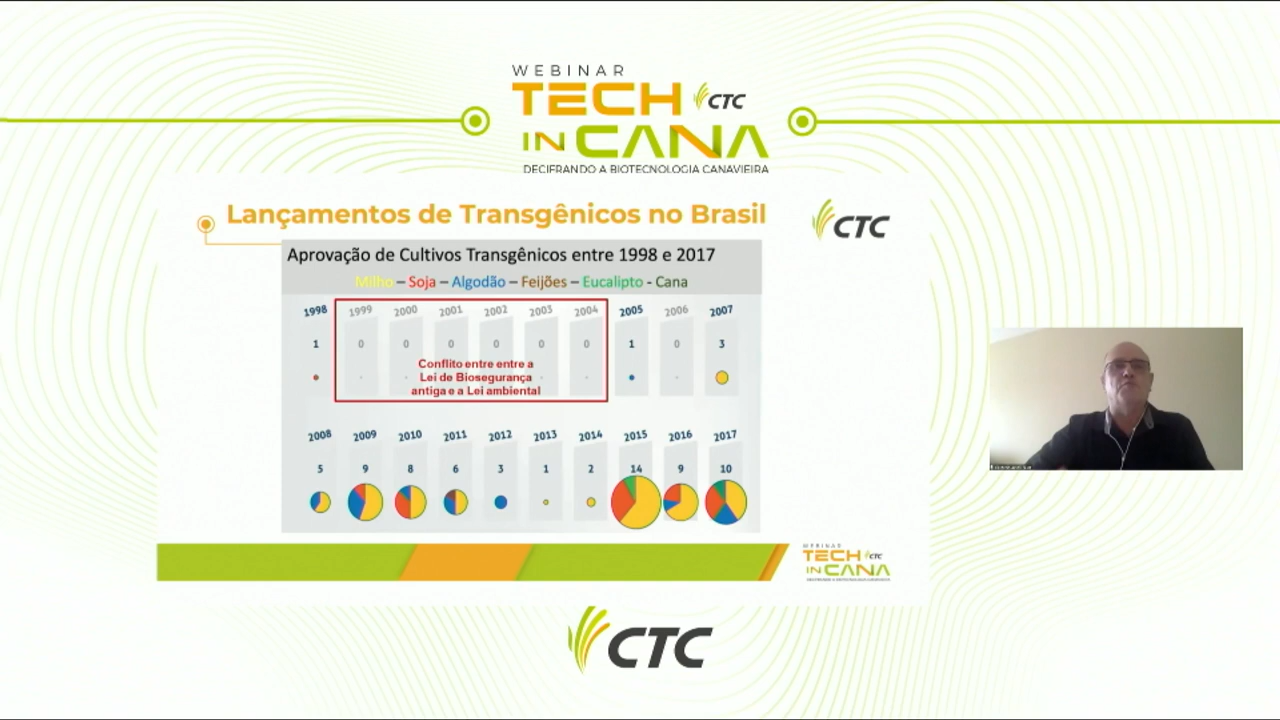 WEBINAR
TECH CTC
IN CANA
DECIFRANDO A BIOTECNOLOGIA CANAVIEIRA
Lançamentos de Transgênicos no Brasil
CTC
Aprovação de Cultivos Transgênicos entre 1998 e 2017
Milho – Soja – Algodão – Feijões – Eucalipto - Cana
1998 1999 2000 2001 2002 2003 2004 2005 2006 2007
1 0 0 0 0 0 0 1 0 3
Conflito entre entre a
Lei de Biosegurança
antiga e a Lei ambiental
2008 2009 2010 2011 2012 2013 2014 2015 2016 2017
5 9 8 6 3 1 2 14 9 10
WEBINAR
TECH CTC
IN CANA
DECIFRANDO A BIOTECNOLOGIA CANAVIEIRA
CTC